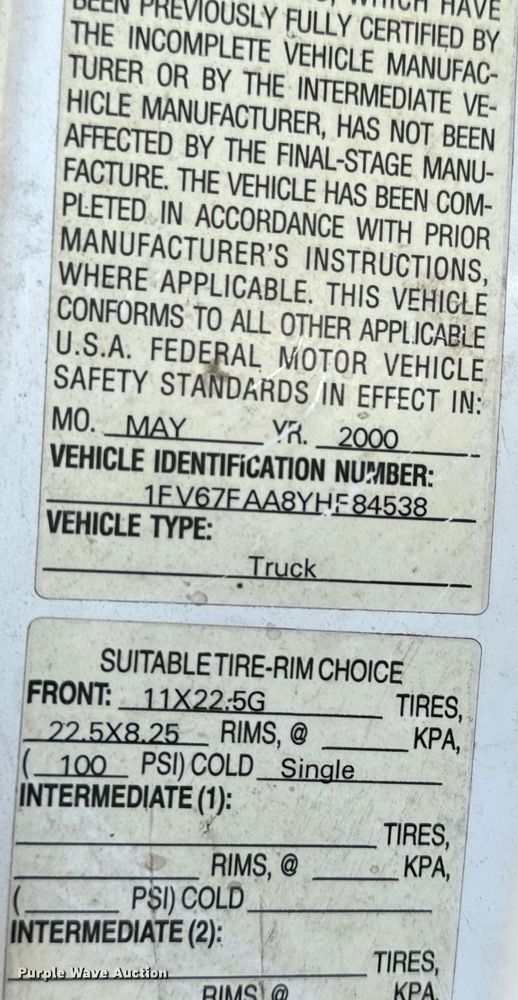 WHICH HAVE
BEEN PREVIOUSLY FULLY CERTIFIED BY
THE INCOMPLETE VEHICLE MANUFAC-
TURER OR BY THE INTERMEDIATE VE-
HICLE MANUFACTURER, HAS NOT BEEN
AFFECTED BY THE FINAL-STAGE MANU-
FACTURE. THE VEHICLE HAS BEEN COM-
PLETED IN ACCORDANCE WITH PRIOR
MANUFACTURER'S INSTRUCTIONS,
WHERE APPLICABLE. THIS VEHICLE
CONFORMS TO ALL OTHER APPLICABLE
U.S.A. FEDERAL MOTOR VEHICLE
SAFETY STANDARDS IN EFFECT IN:
MO. MAY YR. 2000
VEHICLE IDENTIFICATION NUMBER:
1FV67FAA8YHF84538
VEHICLE TYPE:
Truck
SUITABLE TIRE-RIM CHOICE
FRONT: 11X22.5G TIRES,
22.5X8.25 RIMS, @ KPA,
( 100 PSI) COLD Single
INTERMEDIATE (1):
TIRES,
RIMS, @ KPA,
( PSI) COLD
INTERMEDIATE (2):
TIRES,
Purple Wave Auction
RIMS @ KPA